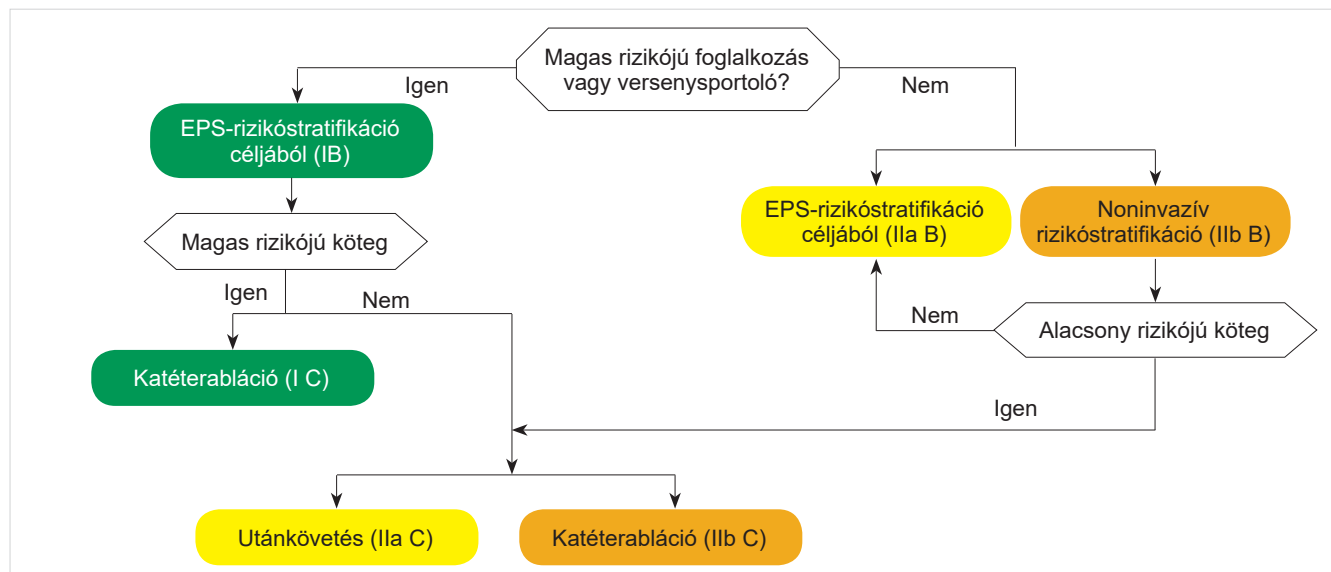 Magas rizikójú foglalkozás
vagy versenysportoló?
Igen
Nem
EPS-rizikóstratifikáció
céljából (IB)
EPS-rizikóstratifikáció
céljából (IIa B)
Noninvazív
rizikóstratifikáció (IIb B)
Magas rizikójú köteg
Igen
Nem
Nem
Alacsony rizikójú köteg
Katéterabláció (I C)
Igen
Utánkövetés (IIa C)
Katéterabláció (IIb C)